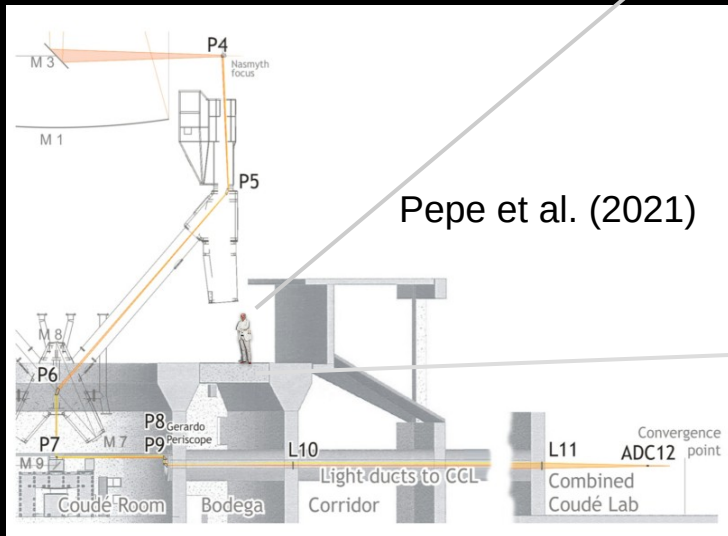 P4
M 3
Nasmyth
focus
M 1
P5
Pepe et al. (2021)
M 8
P6
P8 Gerardo
P9 Periscope
P7
M 7
M 9
L10
L11
ADC12
Convergence
point
Light ducts to CCL
Combined
Coudé Lab
Coudé Room
Bodega
Corridor